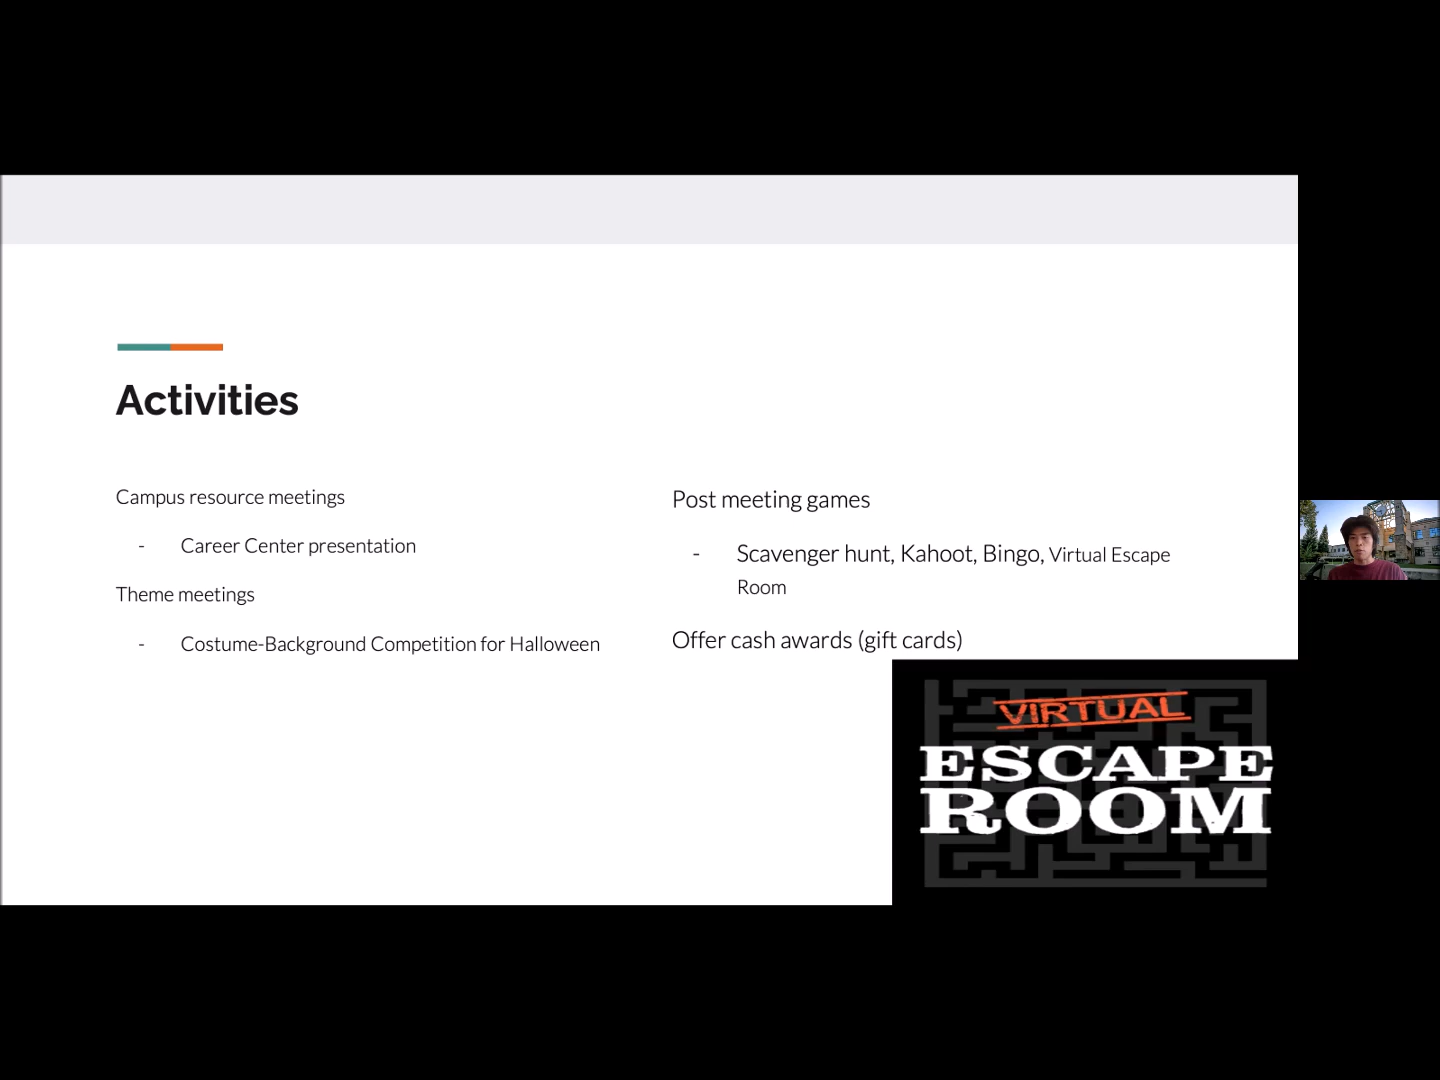 Activities
Campus resource meetings
- Career Center presentation
Theme meetings
- Costume-Background Competition for Halloween
Post meeting games
- Scavenger hunt, Kahoot, Bingo, Virtual Escape
Room
Offer cash awards (gift cards)
VIRTUAL
ESCAPE
ROOM